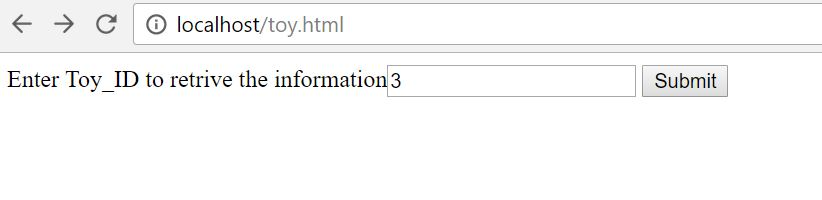 localhost/toy.html
Enter Toy_ID to retrive the information 3 Submit